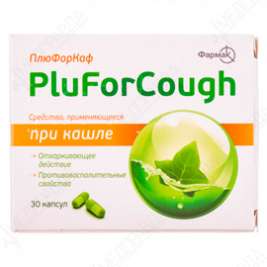 Фармак
ПлюФорКаф
PluForCough
Средство, применяющееся
при кашле
• Отхаркивающее
действие
• Противовоспалительные
свойства
30 капсул